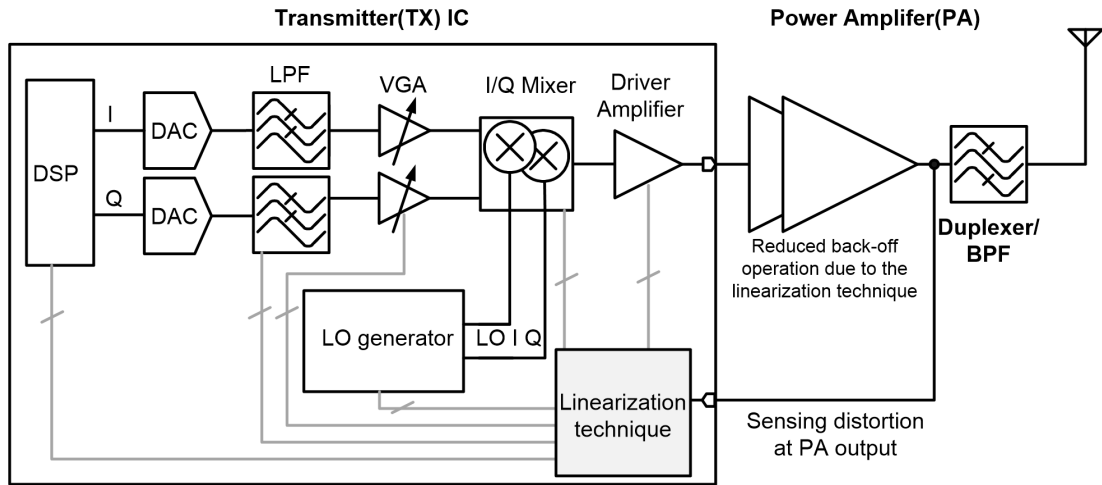 Transmitter(TX) IC
Power Amplifer(PA)
LPF
VGA
I/Q Mixer
Driver
Amplifier
DSP
I
DAC
Q
DAC
Duplexer/
BPF
Reduced back-off
operation due to the
linearization technique
LO generator
LO I Q
Linearization
technique
Sensing distortion
at PA output